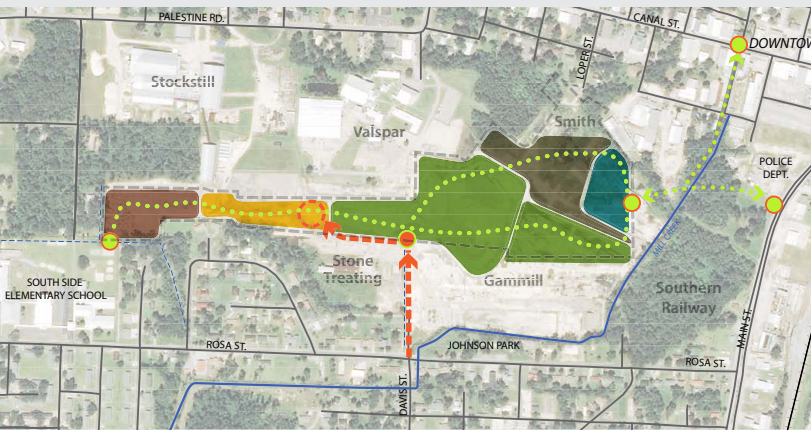 PALESTINE RD.
CANAL ST.
DOWNTOW
LOPER ST.
Stockstill
Smith
Valspar
POLICE
DEPT.
MILL CREEK
SOUTH SIDE
ELEMENTARY SCHOOL
Stone
Treating
Gammill
Southern
Railway
MAIN ST.
ROSA ST.
JOHNSON PARK
ROSA ST.
DAVIS ST.